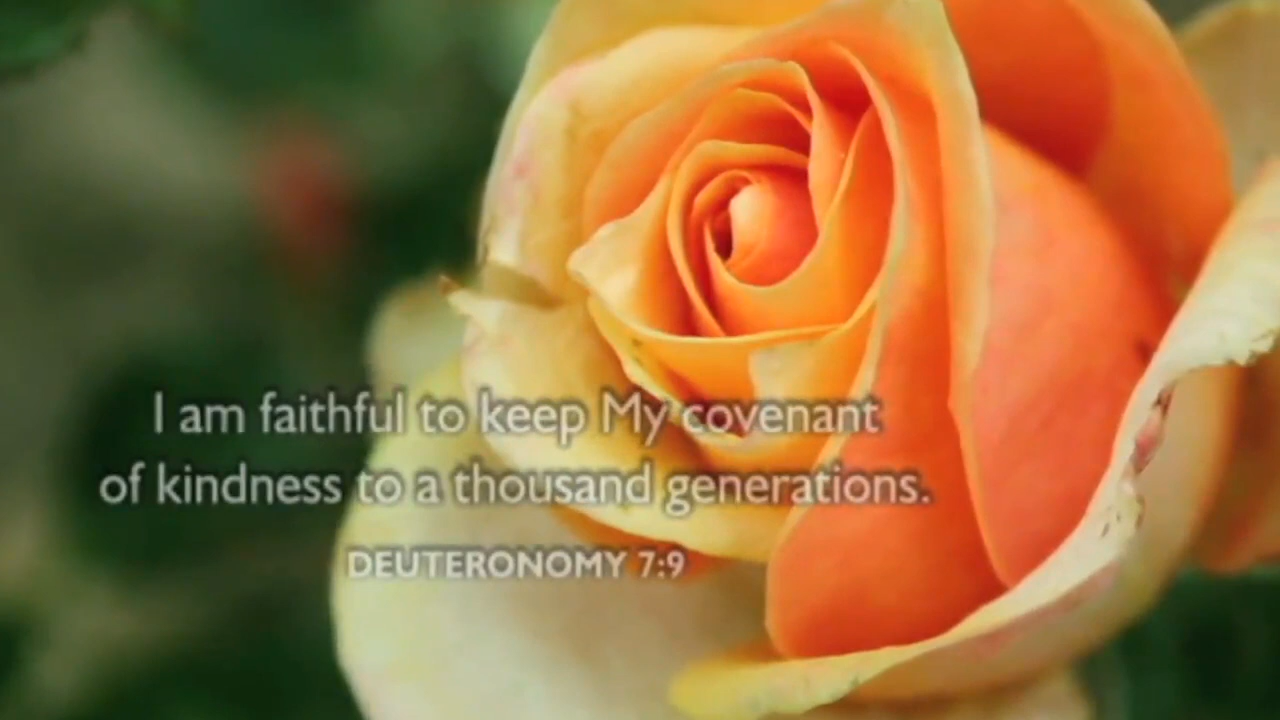 I am faithful to keep My covenant
of kindness to a thousand generations.
DEUTERONOMY 7:9